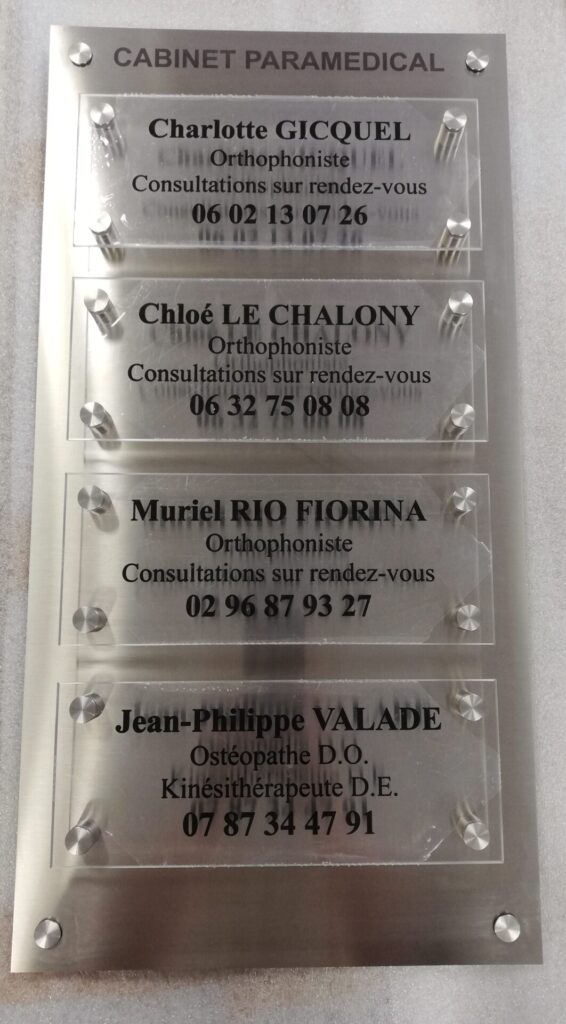 CABINET PARAMEDICAL
Charlotte GICQUEL
Orthophoniste
Consultations sur rendez-vous
06 02 13 07 26
Chloé LE CHALONY
Orthophoniste
Consultations sur rendez-vous
06 32 75 08 08
Muriel RIO FIORINA
Orthophoniste
Consultations sur rendez-vous
02 96 87 93 27
Jean-Philippe VALADE
Ostéopathe D.O.
Kinésithérapeute D.E.
07 87 34 47 91